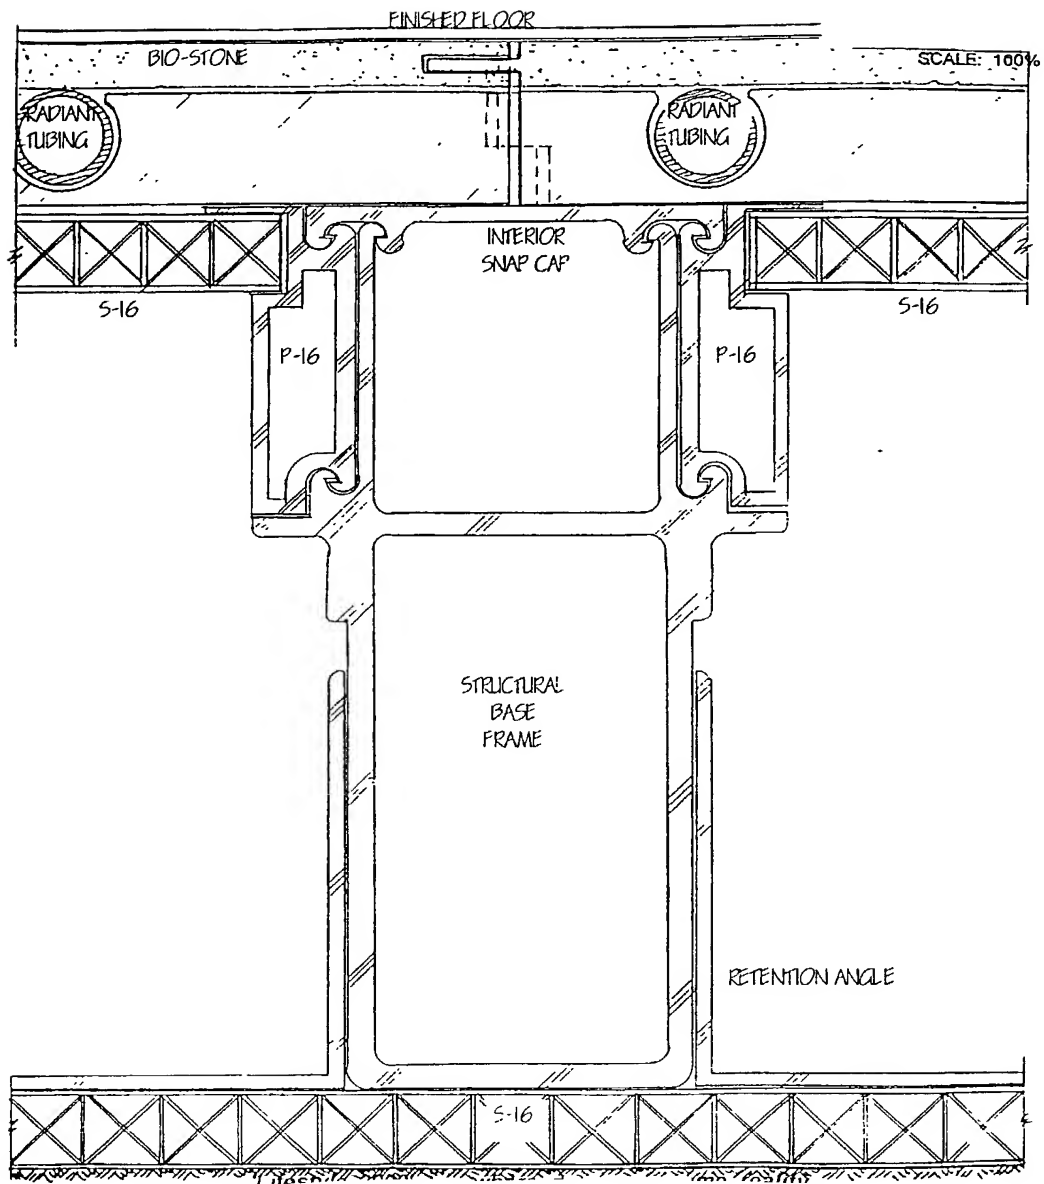 FINISHED FLOOR
BIO-STONE
SCALE: 100%
RADIANT
TUBING
RADIANT
TUBING
INTERIOR
SNAP CAP
S-16
S-16
P-16
P-16
STRUCTURAL
BASE
FRAME
RETENTION ANGLE
S-16